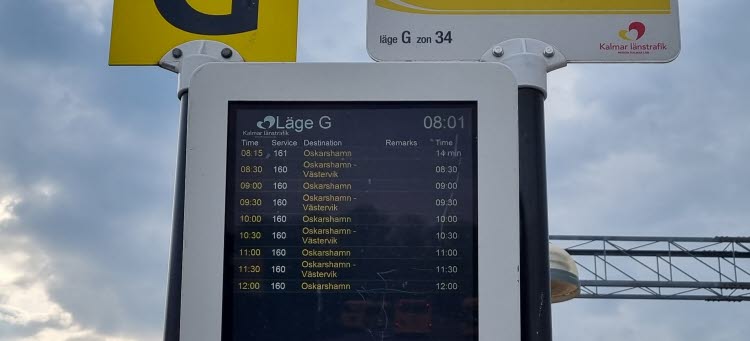 G
läge G zon 34
Kalmar länstrafik
Läge G 08:01
Kalmar länstrafik
Time Service Destination Remarks Time
08:15 161 Oskarshamn 14 min
08:30 160 Oskarshamn - Västervik 08:30
09:00 160 Oskarshamn 09:00
09:30 160 Oskarshamn - Västervik 09:30
10:00 160 Oskarshamn 10:00
10:30 160 Oskarshamn - Västervik 10:30
11:00 160 Oskarshamn 11:00
11:30 160 Oskarshamn - Västervik 11:30
12:00 160 Oskarshamn 12:00